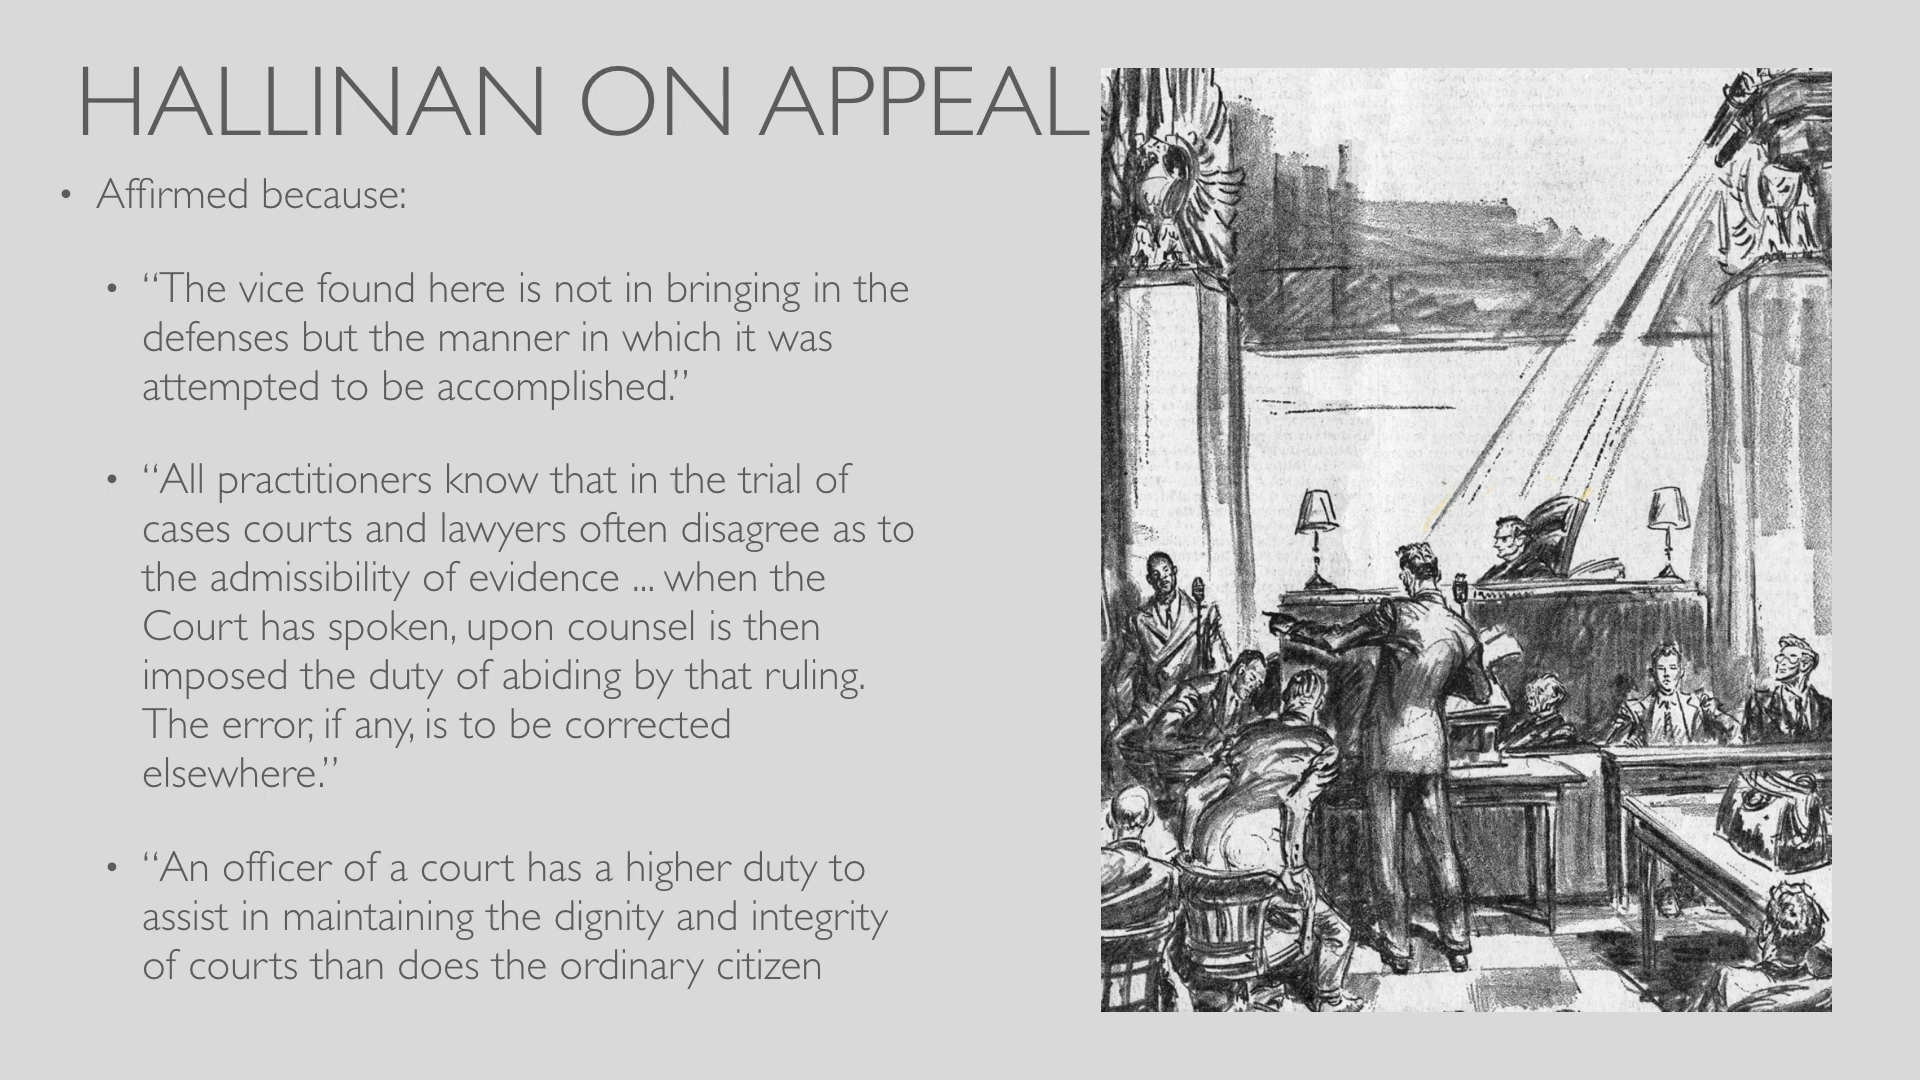 HALLINAN ON APPEAL
• Affirmed because:
• “The vice found here is not in bringing in the
defenses but the manner in which it was
attempted to be accomplished.”
• “All practitioners know that in the trial of
cases courts and lawyers often disagree as to
the admissibility of evidence ... when the
Court has spoken, upon counsel is then
imposed the duty of abiding by that ruling.
The error, if any, is to be corrected
elsewhere.”
• “An officer of a court has a higher duty to
assist in maintaining the dignity and integrity
of courts than does the ordinary citizen